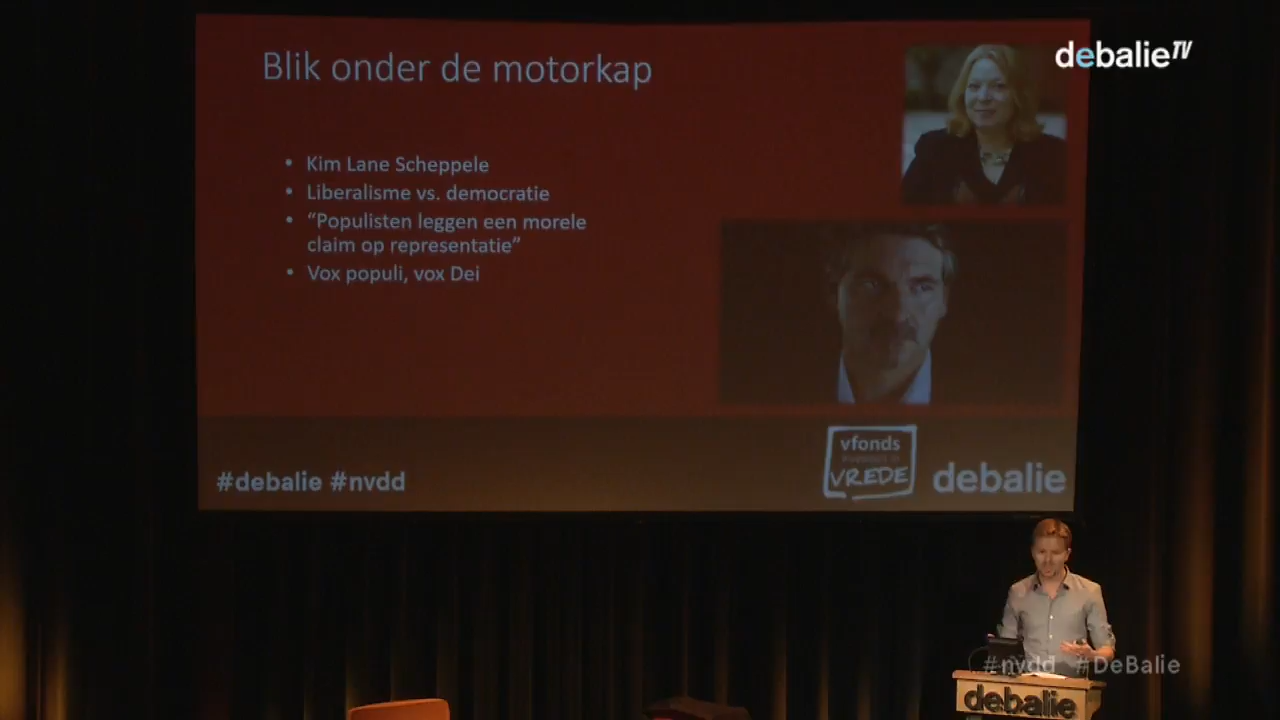 debalieTV
Blik onder de motorkap
• Kim Lane Scheppele
• Liberalisme vs. democratie
• “Populisten leggen een morele
claim op representatie”
• Vox populi, vox Dei
#debalie #nvdd
vfonds
VREDE
debalie
#nvdd #DeBalie
debalie